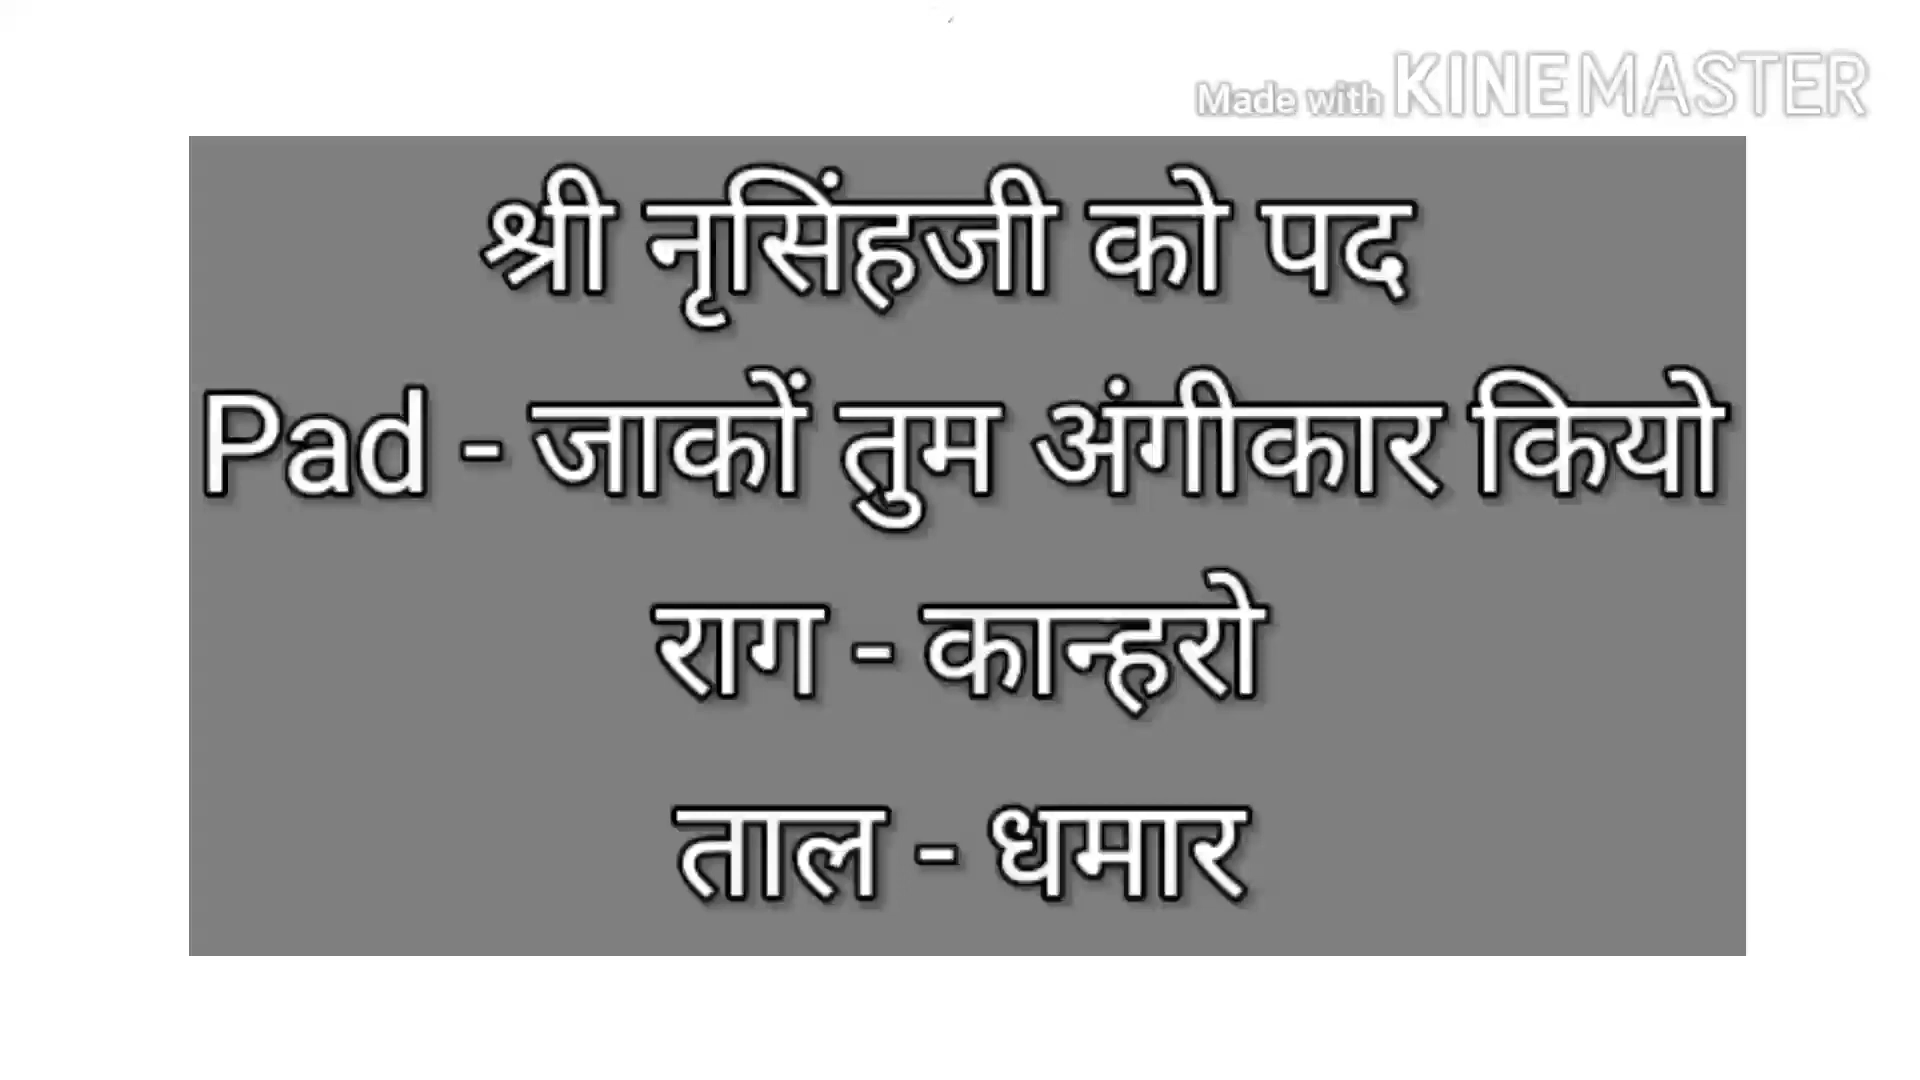 Made with KINEMASTER
श्री नृसिंहजी को पद
Pad - जाकों तुम अंगीकार कियो
राग - कान्हरो
ताल - धमार